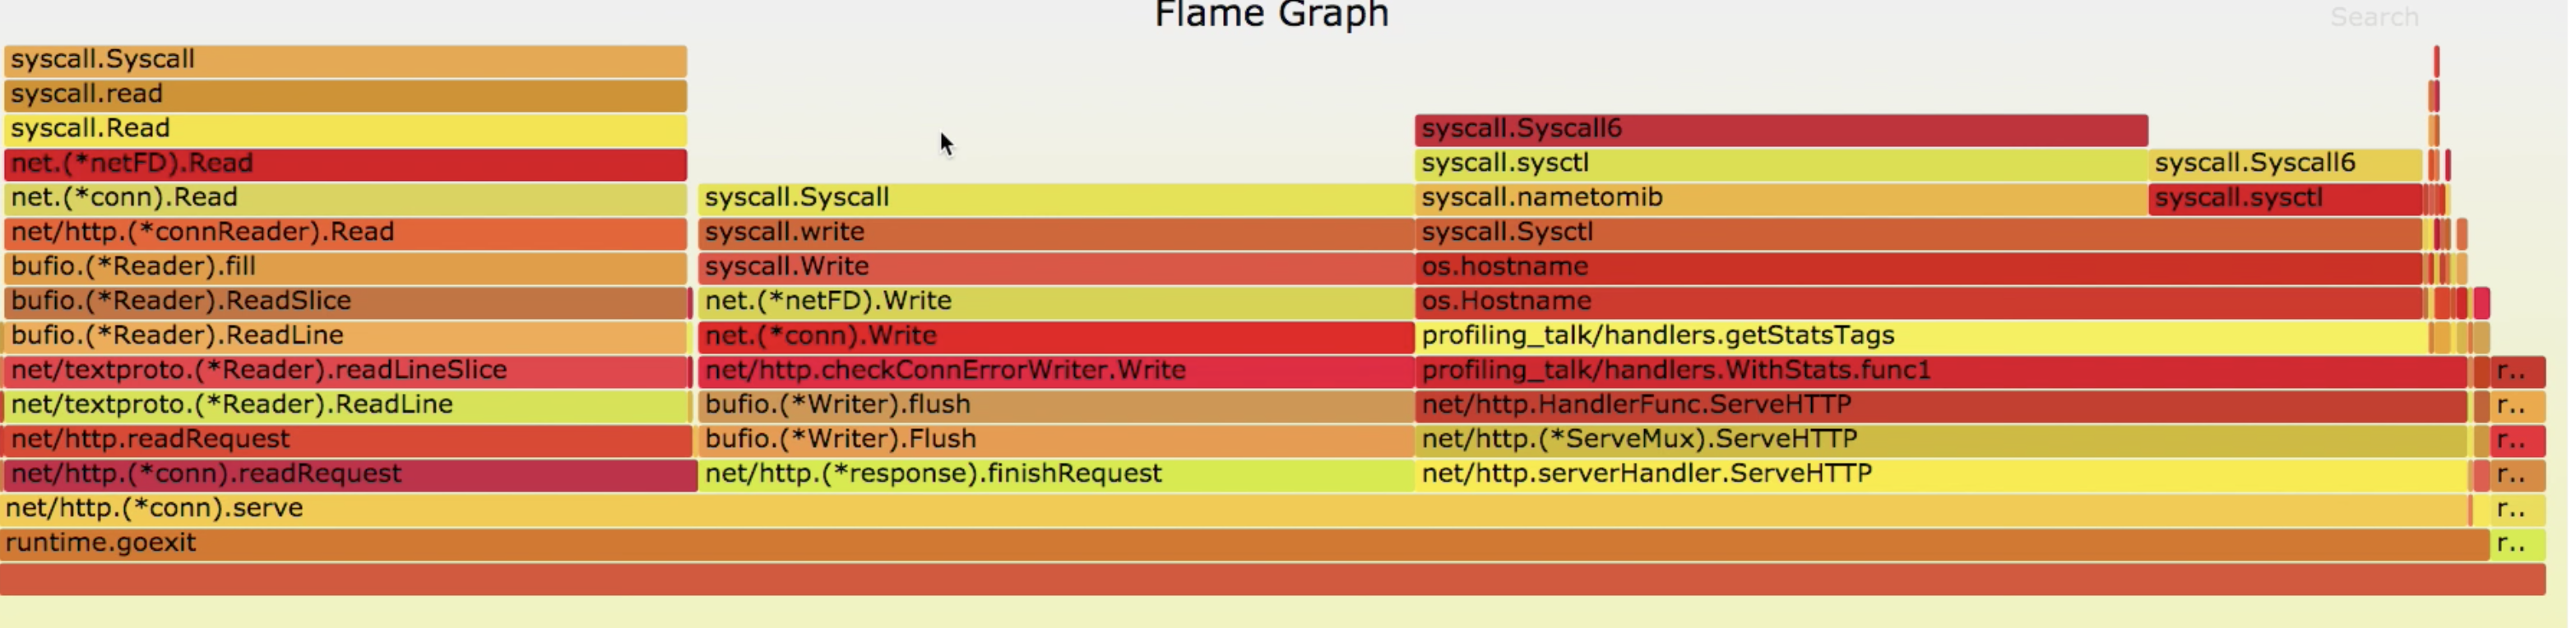 Flame Graph
Search
syscall.Syscall
syscall.read
syscall.Read syscall.Syscall6
net.(*netFD).Read syscall.sysctl syscall.Syscall6
net.(*conn).Read syscall.Syscall syscall.nametomib syscall.sysctl
net/http.(*connReader).Read syscall.write syscall.Sysctl
bufio.(*Reader).fill syscall.Write os.hostname
bufio.(*Reader).ReadSlice net.(*netFD).Write os.Hostname
bufio.(*Reader).ReadLine net.(*conn).Write profiling_talk/handlers.getStatsTags
net/textproto.(*Reader).readLineSlice net/http.checkConnErrorWriter.Write profiling_talk/handlers.WithStats.func1 r..
net/textproto.(*Reader).ReadLine bufio.(*Writer).flush net/http.HandlerFunc.ServeHTTP r..
net/http.readRequest bufio.(*Writer).Flush net/http.(*ServeMux).ServeHTTP r..
net/http.(*conn).readRequest net/http.(*response).finishRequest net/http.serverHandler.ServeHTTP r..
net/http.(*conn).serve r..
runtime.goexit r..